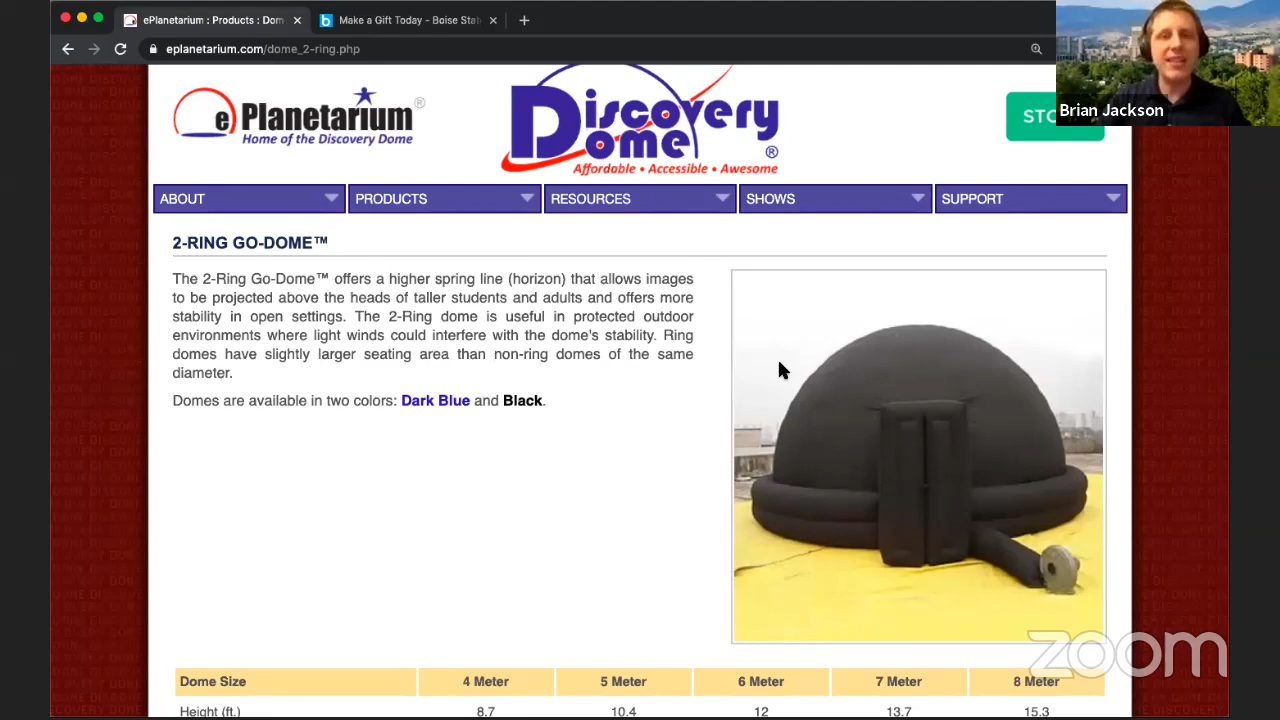 ePlanetarium : Products : Dom
Make a Gift Today - Boise Stat
eplanetarium.com/dome_2-ring.php
ePlanetarium®
Home of the Discovery Dome
Discovery Dome®
Affordable • Accessible • Awesome
STO
Brian Jackson
ABOUT PRODUCTS RESOURCES SHOWS SUPPORT
2-RING GO-DOME™
The 2-Ring Go-Dome™ offers a higher spring line (horizon) that allows images
to be projected above the heads of taller students and adults and offers more
stability in open settings. The 2-Ring dome is useful in protected outdoor
environments where light winds could interfere with the dome's stability. Ring
domes have slightly larger seating area than non-ring domes of the same
diameter.
Domes are available in two colors: Dark Blue and Black.
zoom
Dome Size 4 Meter 5 Meter 6 Meter 7 Meter 8 Meter
Height (ft.) 8.7 10.4 12 13.7 15.3